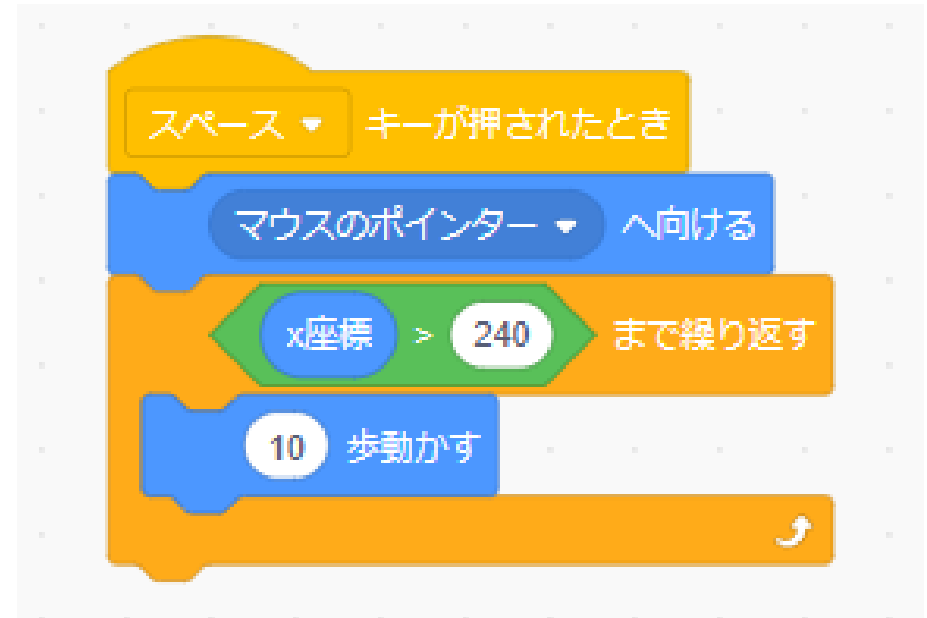 スペース キーが押されたとき
マウスのポインター へ向ける
x座標 > 240 まで繰り返す
10 歩動かす